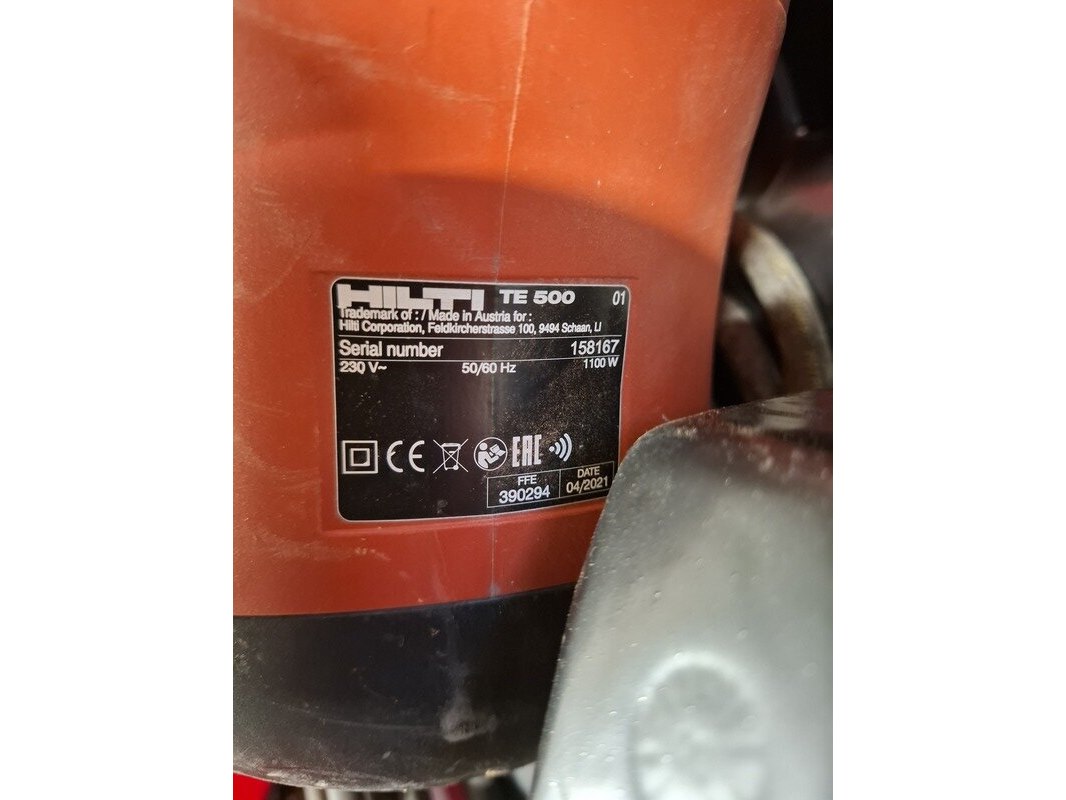 HILTI TE 500 01
Trademark of : / Made in Austria for :
Hilti Corporation, Feldkircherstrasse 100, 9494 Schaan, LI
Serial number 158167
230 V~ 50/60 Hz 1100 W
CE EAC
FFE DATE
390294 04/2021